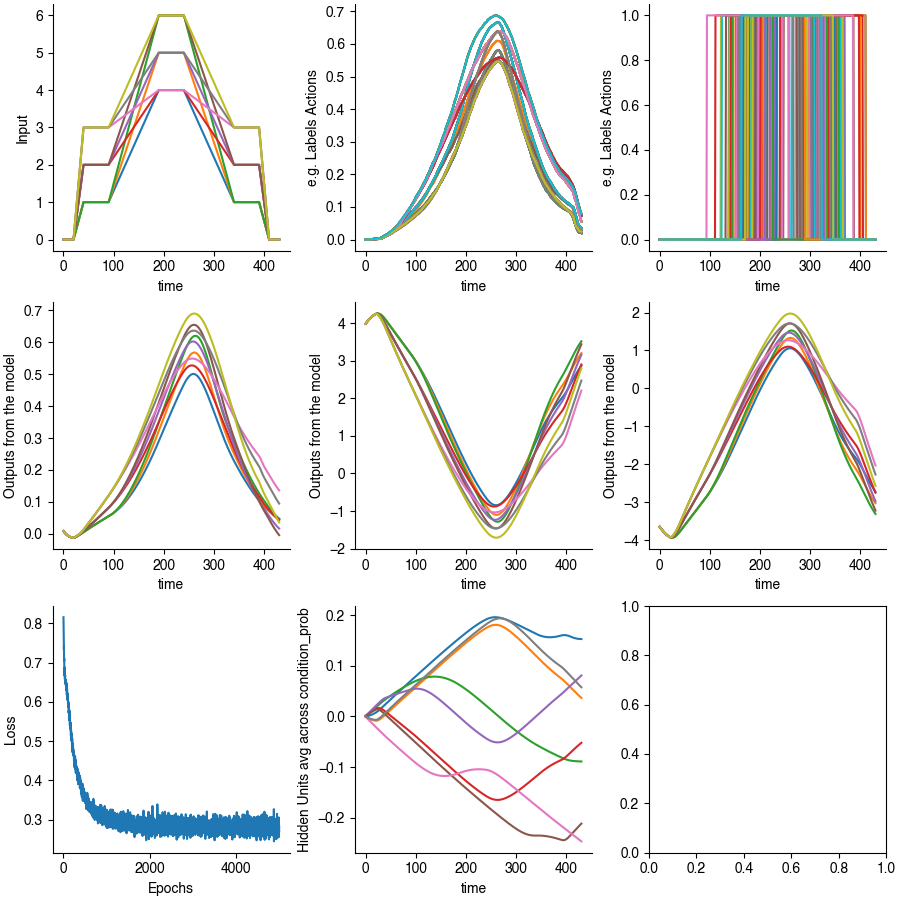 Input
6
5
4
3
2
1
0
0 100 200 300 400
time
e.g. Labels Actions
0.7
0.6
0.5
0.4
0.3
0.2
0.1
0.0
0 100 200 300 400
time
e.g. Labels Actions
1.0
0.8
0.6
0.4
0.2
0.0
0 100 200 300 400
time
Outputs from the model
0.7
0.6
0.5
0.4
0.3
0.2
0.1
0.0
0 100 200 300 400
time
Outputs from the model
4
3
2
1
0
−1
−2
0 100 200 300 400
time
Outputs from the model
2
1
0
−1
−2
−3
−4
0 100 200 300 400
time
Loss
0.8
0.7
0.6
0.5
0.4
0.3
0 2000 4000
Epochs
Hidden Units avg across condition_prob
0.2
0.1
0.0
−0.1
−0.2
0 100 200 300 400
time
1.0
0.8
0.6
0.4
0.2
0.0
0.0 0.2 0.4 0.6 0.8 1.0